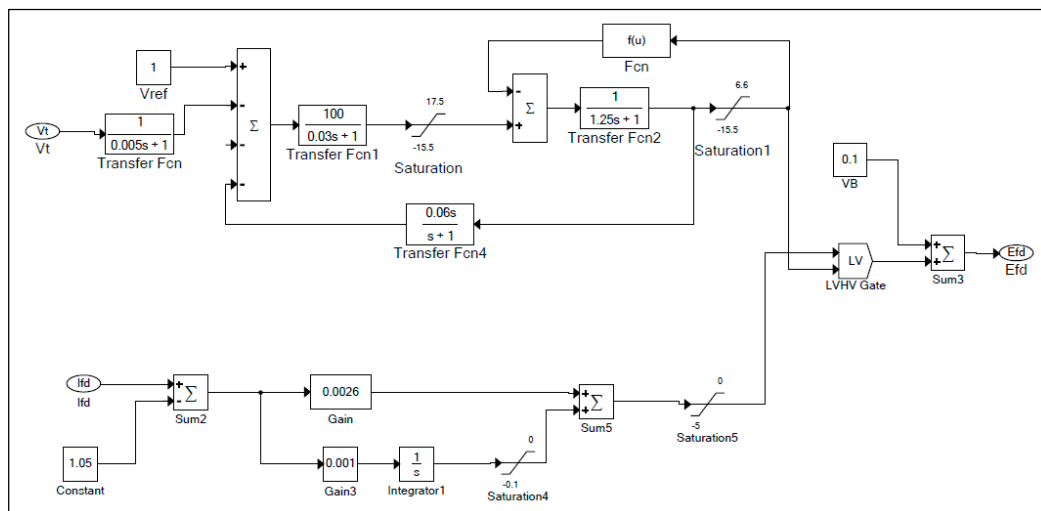 f(u)
Fcn
1
Vref
+
-
-
-
Σ
Vt
Vt
1
0.005s + 1
Transfer Fcn
100
0.03s + 1
Transfer Fcn1
17.5
-15.5
Saturation
-
+
Σ
1
1.25s + 1
Transfer Fcn2
6.6
-15.5
Saturation1
0.06s
s + 1
Transfer Fcn4
0.1
VB
LV
LVHV Gate
+
+
Σ
Sum3
Efd
Efd
Ifd
Ifd
+
-
Σ
Sum2
1.05
Constant
0.0026
Gain
0.001
Gain3
1
s
Integrator1
0
-0.1
Saturation4
+
+
Σ
Sum5
0
-5
Saturation5